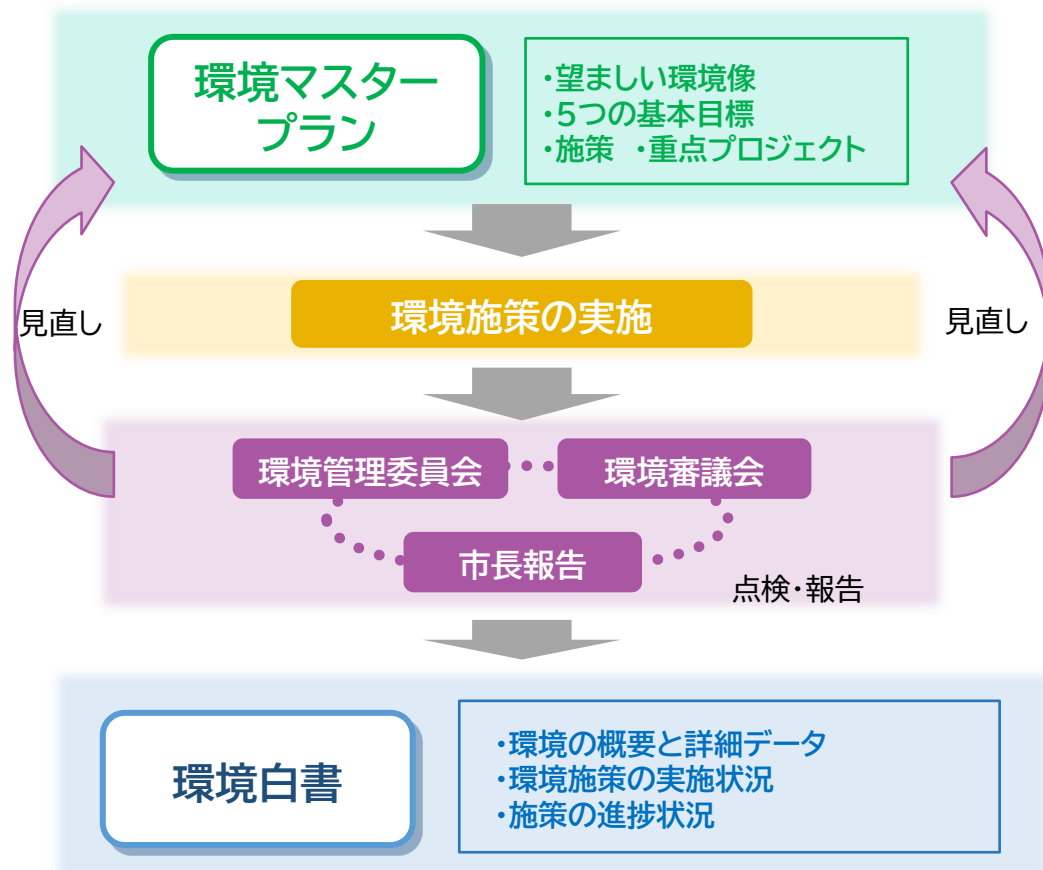 環境マスター
プラン
・望ましい環境像
・5つの基本目標
・施策 ・重点プロジェクト
環境施策の実施
見直し
見直し
環境管理委員会
環境審議会
市長報告
点検・報告
環境白書
・環境の概要と詳細データ
・環境施策の実施状況
・施策の進捗状況